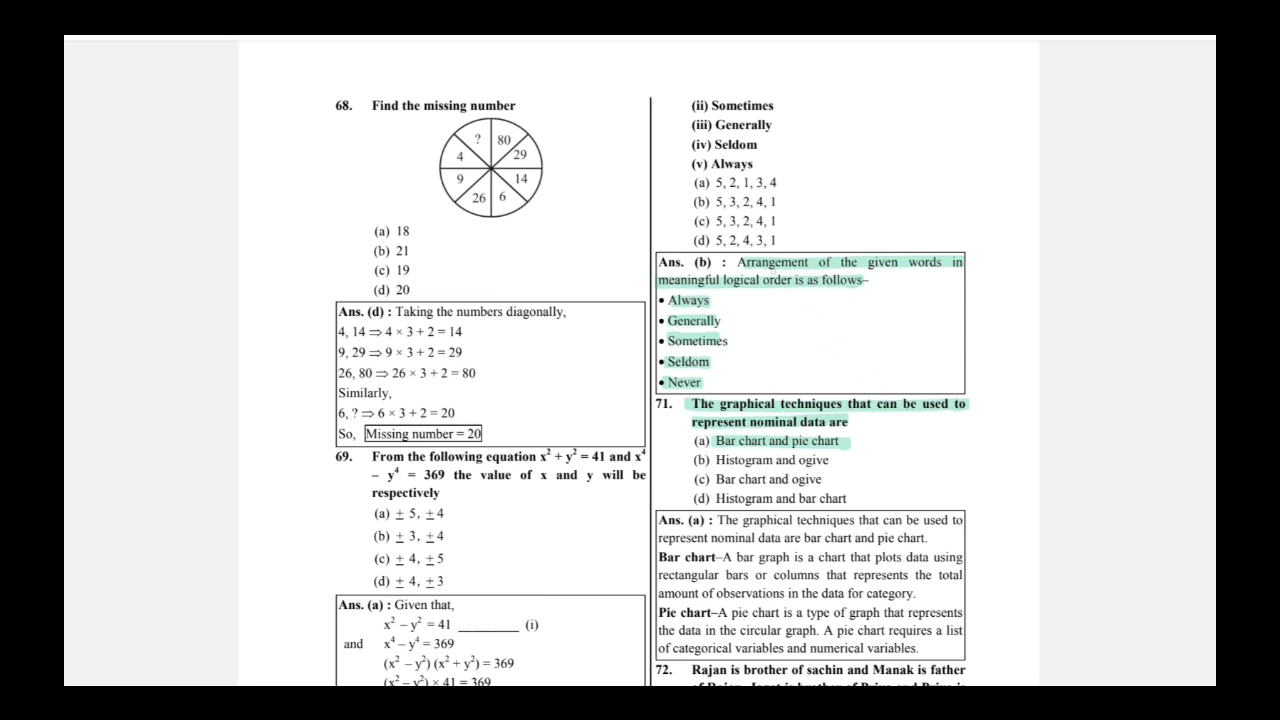 68. Find the missing number
? 80
4 29
9 14
26 6
(a) 18
(b) 21
(c) 19
(d) 20
Ans. (d) : Taking the numbers diagonally,
4, 14 ⇒ 4 × 3 + 2 = 14
9, 29 ⇒ 9 × 3 + 2 = 29
26, 80 ⇒ 26 × 3 + 2 = 80
Similarly,
6, ? ⇒ 6 × 3 + 2 = 20
So, Missing number = 20
69. From the following equation x² + y² = 41 and x⁴
– y⁴ = 369 the value of x and y will be
respectively
(a) ± 5, ± 4
(b) ± 3, ± 4
(c) ± 4, ± 5
(d) ± 4, ± 3
Ans. (a) : Given that,
x² – y² = 41 ________ (i)
and x⁴ – y⁴ = 369
(x² – y²) (x² + y²) = 369
(x² – y²) × 41 = 369
(ii) Sometimes
(iii) Generally
(iv) Seldom
(v) Always
(a) 5, 2, 1, 3, 4
(b) 5, 3, 2, 4, 1
(c) 5, 3, 2, 4, 1
(d) 5, 2, 4, 3, 1
Ans. (b) : Arrangement of the given words in
meaningful logical order is as follows–
• Always
• Generally
• Sometimes
• Seldom
• Never
71. The graphical techniques that can be used to
represent nominal data are
(a) Bar chart and pie chart
(b) Histogram and ogive
(c) Bar chart and ogive
(d) Histogram and bar chart
Ans. (a) : The graphical techniques that can be used to
represent nominal data are bar chart and pie chart.
Bar chart–A bar graph is a chart that plots data using
rectangular bars or columns that represents the total
amount of observations in the data for category.
Pie chart–A pie chart is a type of graph that represents
the data in the circular graph. A pie chart requires a list
of categorical variables and numerical variables.
72. Rajan is brother of sachin and Manak is father